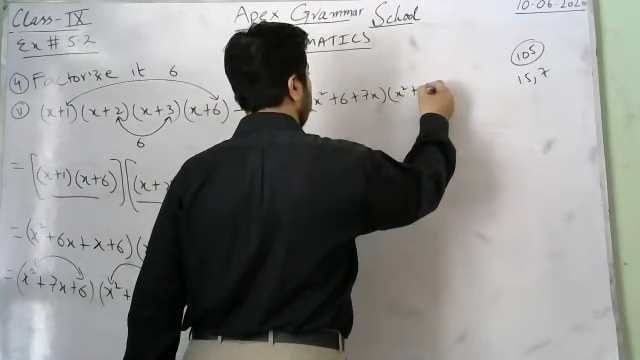 Class-IX
Apex Grammar School
10-06-2020
Ex # 5.2
MATICS
④ Factorize it
6
105
15, 7
(v) (x+1)(x+2)(x+3)(x+6) -
6
x² +6+7x)(x²+
= [(x+1)(x+6)][(x+
= (x²+6x+x+6)(x
= (x²+7x+6)(x²+